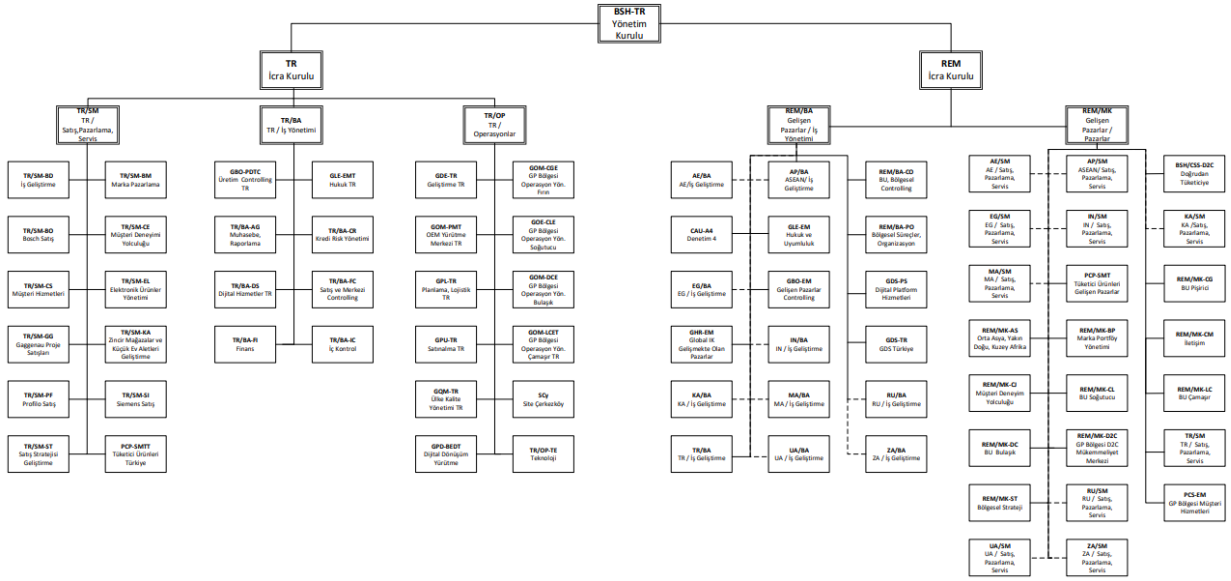 BSH-TR
Yönetim
Kurulu
TR
İcra Kurulu
REM
İcra Kurulu
TR/SM
TR /
Satış,Pazarlama,
Servis
TR/BA
TR / İş Yönetimi
TR/OP
TR /
Operasyonlar
REM/BA
Gelişen
Pazarlar / İş
Yönetimi
REM/MK
Gelişen
Pazarlar /
Pazarlar
TR/SM-BD
İş Geliştirme
TR/SM-BM
Marka Pazarlama
TR/SM-BO
Bosch Satış
TR/SM-CE
Müşteri Deneyimi
Yolculuğu
TR/SM-CS
Müşteri Hizmetleri
TR/SM-EL
Elektronik Ürünler
Yönetimi
TR/SM-GG
Gaggenau Proje
Satışları
TR/SM-KA
Zincir Mağazalar ve
Küçük Ev Aletleri
Geliştirme
TR/SM-PF
Profilo Satış
TR/SM-SI
Siemens Satış
TR/SM-ST
Satış Stratejisi
Geliştirme
PCP-SMTT
Tüketici Ürünleri
Türkiye
GBO-PDTC
Üretim Controlling
TR
GLE-EMT
Hukuk TR
TR/BA-AG
Muhasebe,
Raporlama
TR/BA-CR
Kredi Risk Yönetimi
TR/BA-DS
Dijital Hizmetler TR
TR/BA-FC
Satış ve Merkezi
Controlling
TR/BA-FI
Finans
TR/BA-IC
İç Kontrol
GDE-TR
Geliştirme TR
GOM-CGE
GP Bölgesi
Operasyon Yön.
Fırın
GOM-PMT
OEM Yürütme
Merkezi TR
GOE-CLE
GP Bölgesi
Operasyon Yön.
Soğutucu
GPL-TR
Planlama, Lojistik
TR
GOM-DCE
GP Bölgesi
Operasyon Yön.
Bulaşık
GPU-TR
Satınalma TR
GOM-LCET
GP Bölgesi
Operasyon Yön.
Çamaşır TR
GQM-TR
Ülke Kalite
Yönetimi TR
SCy
Site Çerkezköy
GPD-BEDT
Dijital Dönüşüm
Yürütme
TR/OP-TE
Teknoloji
AE/BA
AE/İş Geliştirme
AP/BA
ASEAN/ İş
Geliştirme
REM/BA-CO
BU, Bölgesel
Controlling
CAU-A4
Denetim 4
GLE-EM
Hukuk ve
Uyumluluk
REM/BA-PO
Bölgesel Süreçler,
Organizasyon
EG/BA
EG / İş Geliştirme
GBO-EM
Gelişen Pazarlar
Controlling
GDS-PS
Dijital Platform
Hizmetleri
GHR-EM
Global IK
Gelişmekte Olan
Pazarlar
IN/BA
IN / İş Geliştirme
GDS-TR
GDS Türkiye
KA/BA
KA / İş Geliştirme
MA/BA
MA / İş Geliştirme
RU/BA
RU / İş Geliştirme
TR/BA
TR / İş Geliştirme
UA/BA
UA / İş Geliştirme
ZA/BA
ZA / İş Geliştirme
AE/SM
AE / Satış,
Pazarlama,
Servis
AP/SM
ASEAN/ Satış,
Pazarlama,
Servis
BSH/CSS-D2C
Doğrudan
Tüketiciye
EG/SM
EG / Satış,
Pazarlama,
Servis
IN/SM
IN / Satış,
Pazarlama,
Servis
KA/SM
KA /Satış,
Pazarlama,
Servis
MA/SM
MA / Satış,
Pazarlama,
Servis
PCP-SMT
Tüketici Ürünleri
Gelişen Pazarlar
REM/MK-CG
BU Pişirici
REM/MK-AS
Orta Asya, Yakın
Doğu, Kuzey Afrika
REM/MK-BP
Marka Portföy
Yönetimi
REM/MK-CM
İletişim
REM/MK-CJ
Müşteri Deneyim
Yolculuğu
REM/MK-CL
BU Soğutucu
REM/MK-LC
BU Çamaşır
REM/MK-DC
BU Bulaşık
REM/MK-D2C
GP Bölgesi D2C
Mükemmeliyet
Merkezi
TR/SM
TR / Satış,
Pazarlama,
Servis
REM/MK-ST
Bölgesel Strateji
RU/SM
RU / Satış,
Pazarlama,
Servis
PCS-EM
GP Bölgesi Müşteri
Hizmetleri
UA/SM
UA / Satış,
Pazarlama,
Servis
ZA/SM
ZA / Satış,
Pazarlama,
Servis